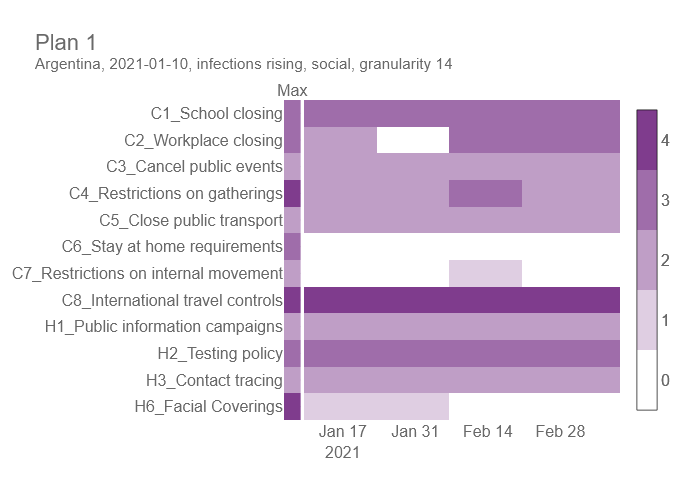 Plan 1
Argentina, 2021-01-10, infections rising, social, granularity 14
Max
C1_School closing
C2_Workplace closing
C3_Cancel public events
C4_Restrictions on gatherings
C5_Close public transport
C6_Stay at home requirements
C7_Restrictions on internal movement
C8_International travel controls
H1_Public information campaigns
H2_Testing policy
H3_Contact tracing
H6_Facial Coverings
Jan 17 Jan 31 Feb 14 Feb 28
2021
4
3
2
1
0